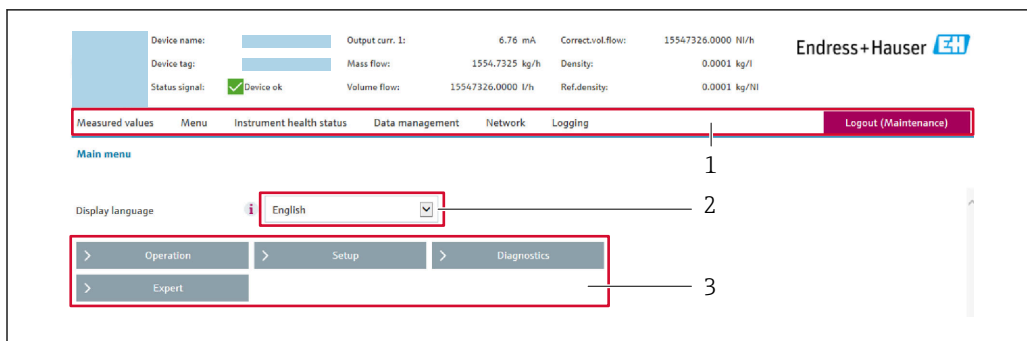 Device name: Output curr. 1: 6.76 mA Correct.vol.flow: 15547326.0000 Nl/h
Endress+Hauser EH
Device tag: Mass flow: 1554.7325 kg/h Density: 0.0001 kg/l
Status signal: Device ok Volume flow: 15547326.0000 l/h Ref.density: 0.0001 kg/Nl
Measured values Menu Instrument health status Data management Network Logging Logout (Maintenance)
1
Main menu
Display language i English 2
> Operation > Setup > Diagnostics
> Expert 3